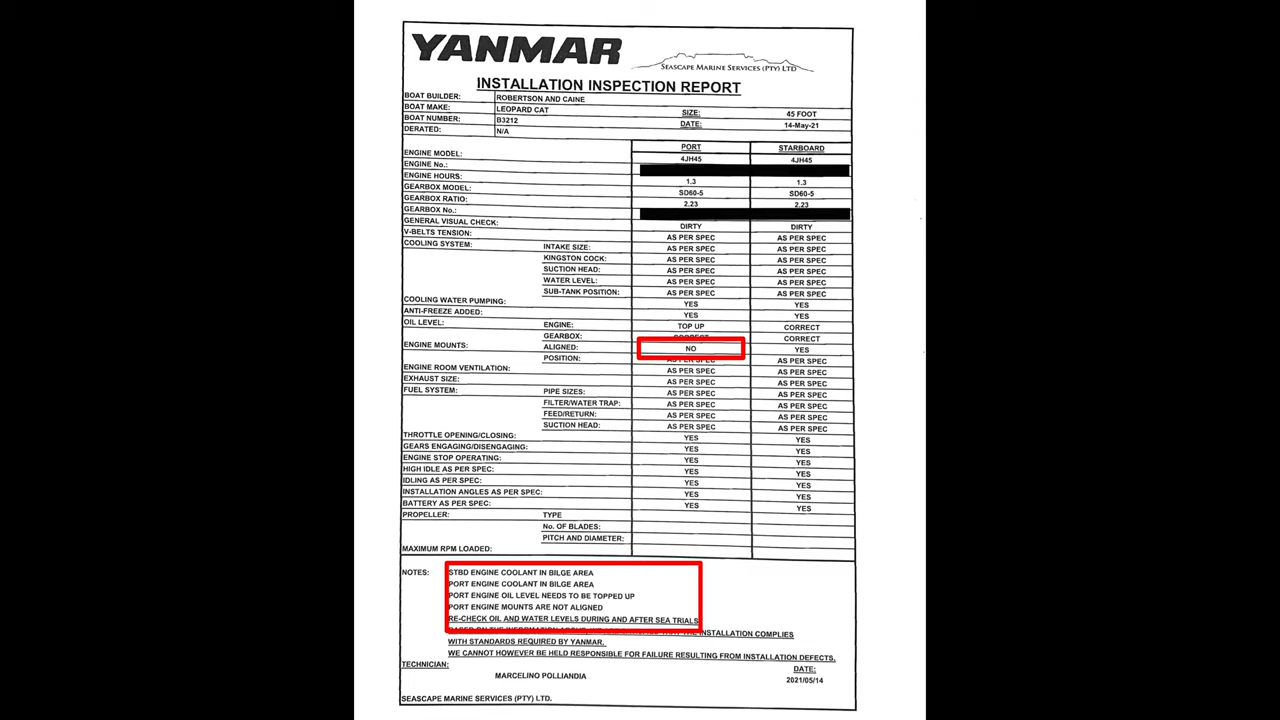 YANMAR
SEASCAPE MARINE SERVICES (PTY) LTD
INSTALLATION INSPECTION REPORT
BOAT BUILDER: ROBERTSON AND CAINE
BOAT MAKE: LEOPARD CAT SIZE: 45 FOOT
BOAT NUMBER: B3212 DATE: 14-May-21
DERATED: N/A
PORT STARBOARD
ENGINE MODEL: 4JH45 4JH45
ENGINE No.:
ENGINE HOURS: 1.3 1.3
GEARBOX MODEL: SD60-5 SD60-5
GEARBOX RATIO: 2.23 2.23
GEARBOX No.:
GENERAL VISUAL CHECK: DIRTY DIRTY
V-BELTS TENSION: AS PER SPEC AS PER SPEC
COOLING SYSTEM: INTAKE SIZE: AS PER SPEC AS PER SPEC
KINGSTON COCK: AS PER SPEC AS PER SPEC
SUCTION HEAD: AS PER SPEC AS PER SPEC
WATER LEVEL: AS PER SPEC AS PER SPEC
SUB-TANK POSITION: AS PER SPEC AS PER SPEC
COOLING WATER PUMPING: YES YES
ANTI-FREEZE ADDED: YES YES
OIL LEVEL: ENGINE: TOP UP CORRECT
GEARBOX: CORRECT CORRECT
ENGINE MOUNTS: ALIGNED: NO YES
POSITION: AS PER SPEC AS PER SPEC
ENGINE ROOM VENTILATION: AS PER SPEC AS PER SPEC
EXHAUST SIZE: AS PER SPEC AS PER SPEC
FUEL SYSTEM: PIPE SIZES: AS PER SPEC AS PER SPEC
FILTER/WATER TRAP: AS PER SPEC AS PER SPEC
FEED/RETURN: AS PER SPEC AS PER SPEC
SUCTION HEAD: AS PER SPEC AS PER SPEC
THROTTLE OPENING/CLOSING: YES YES
GEARS ENGAGING/DISENGAGING: YES YES
ENGINE STOP OPERATING: YES YES
HIGH IDLE AS PER SPEC: YES YES
IDLING AS PER SPEC: YES YES
INSTALLATION ANGLES AS PER SPEC: YES YES
BATTERY AS PER SPEC: YES YES
PROPELLER: TYPE
No. OF BLADES:
PITCH AND DIAMETER:
MAXIMUM RPM LOADED:
NOTES: STBD ENGINE COOLANT IN BILGE AREA
PORT ENGINE COOLANT IN BILGE AREA
PORT ENGINE OIL LEVEL NEEDS TO BE TOPPED UP
PORT ENGINE MOUNTS ARE NOT ALIGNED
RE-CHECK OIL AND WATER LEVELS DURING AND AFTER SEA TRIALS
BASED ON THE INFORMATION THE INSTALLATION COMPLIES
WITH STANDARDS REQUIRED BY YANMAR.
WE CANNOT HOWEVER BE HELD RESPONSIBLE FOR FAILURE RESULTING FROM INSTALLATION DEFECTS.
TECHNICIAN: DATE:
MARCELINO POLLIANDIA 2021/05/14
SEASCAPE MARINE SERVICES (PTY) LTD.